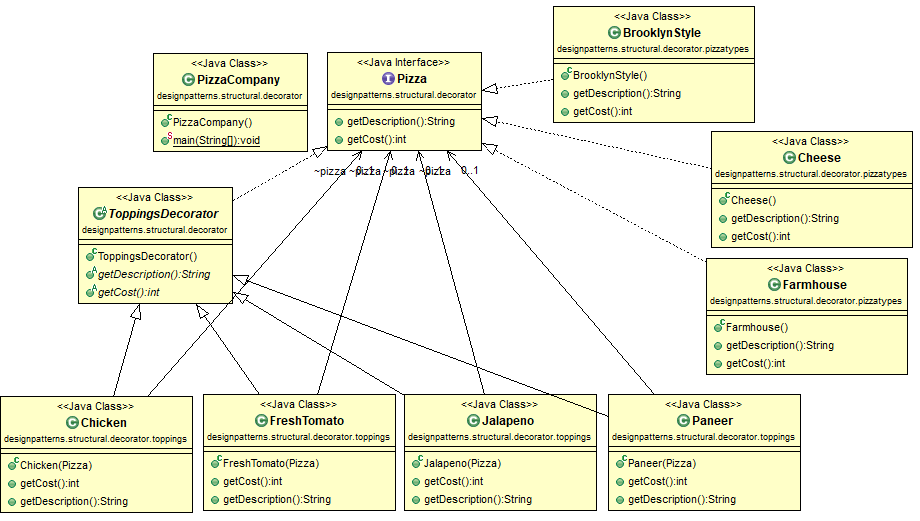 <<Java Class>>
BrooklynStyle
designpatterns.structural.decorator.pizzatypes
BrooklynStyle()
getDescription():String
getCost():int
<<Java Class>>
PizzaCompany
designpatterns.structural.decorator
PizzaCompany()
main(String[]):void
<<Java Interface>>
Pizza
designpatterns.structural.decorator
getDescription():String
getCost():int
<<Java Class>>
Cheese
designpatterns.structural.decorator.pizzatypes
Cheese()
getDescription():String
getCost():int
~pizza ~pizza ~pizza ~pizza 0..1
<<Java Class>>
ToppingsDecorator
designpatterns.structural.decorator
ToppingsDecorator()
getDescription():String
getCost():int
<<Java Class>>
Farmhouse
designpatterns.structural.decorator.pizzatypes
Farmhouse()
getDescription():String
getCost():int
<<Java Class>>
Chicken
designpatterns.structural.decorator.toppings
Chicken(Pizza)
getCost():int
getDescription():String
<<Java Class>>
FreshTomato
designpatterns.structural.decorator.toppings
FreshTomato(Pizza)
getCost():int
getDescription():String
<<Java Class>>
Jalapeno
designpatterns.structural.decorator.toppings
Jalapeno(Pizza)
getCost():int
getDescription():String
<<Java Class>>
Paneer
designpatterns.structural.decorator.toppings
Paneer(Pizza)
getCost():int
getDescription():String